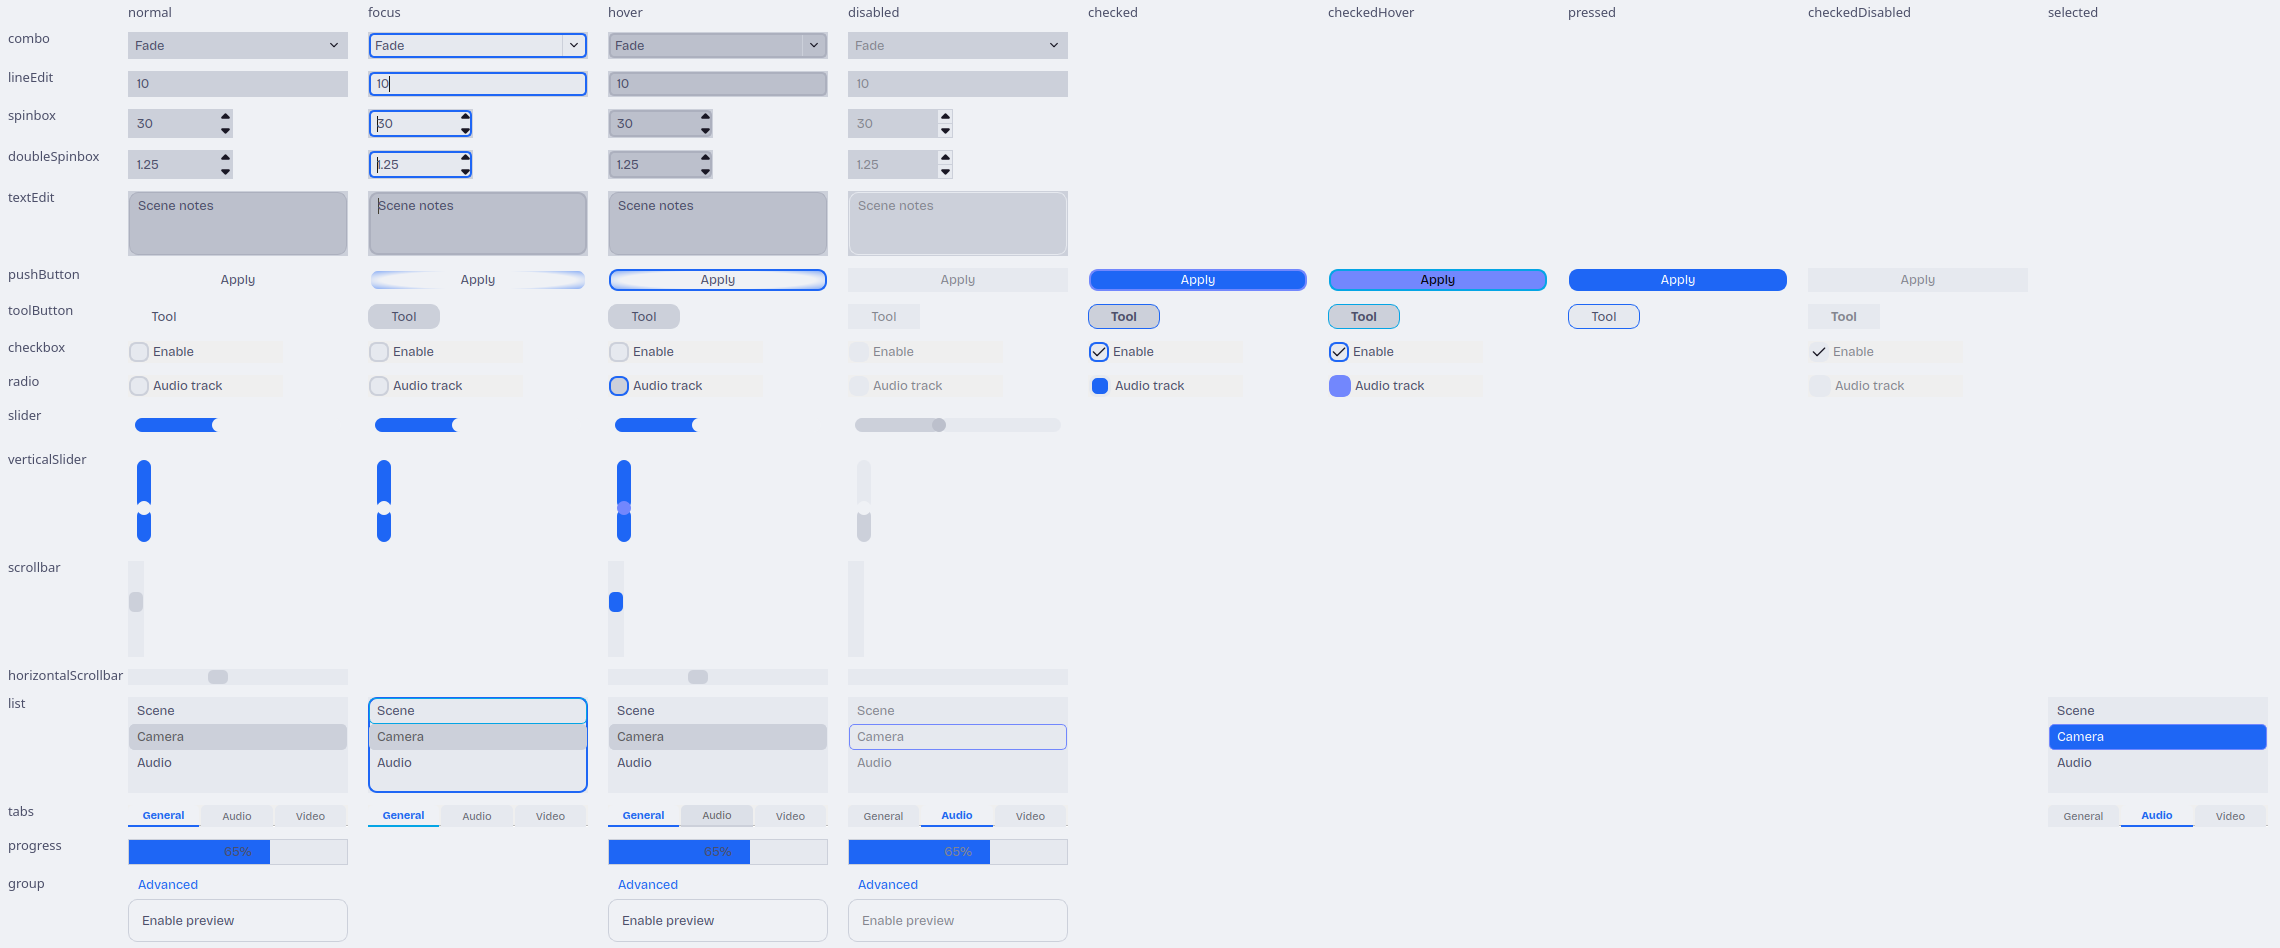 normal focus hover disabled checked checkedHover pressed checkedDisabled selected
combo Fade Fade Fade Fade
lineEdit 10 10 10 10
spinbox 30 30 30 30
doubleSpinbox 1.25 1.25 1.25 1.25
textEdit Scene notes Scene notes Scene notes Scene notes
pushButton Apply Apply Apply Apply Apply Apply Apply Apply
toolButton Tool Tool Tool Tool Tool Tool Tool Tool
checkbox Enable Enable Enable Enable Enable Enable Enable
radio Audio track Audio track Audio track Audio track Audio track Audio track Audio track
slider
verticalSlider
scrollbar
horizontalScrollbar
list Scene Scene Scene Scene Scene
Camera Camera Camera Camera Camera
Audio Audio Audio Audio Audio
tabs General Audio Video General Audio Video General Audio Video General Audio Video General Audio Video
progress 65% 65% 65%
group Advanced Advanced Advanced
Enable preview Enable preview Enable preview